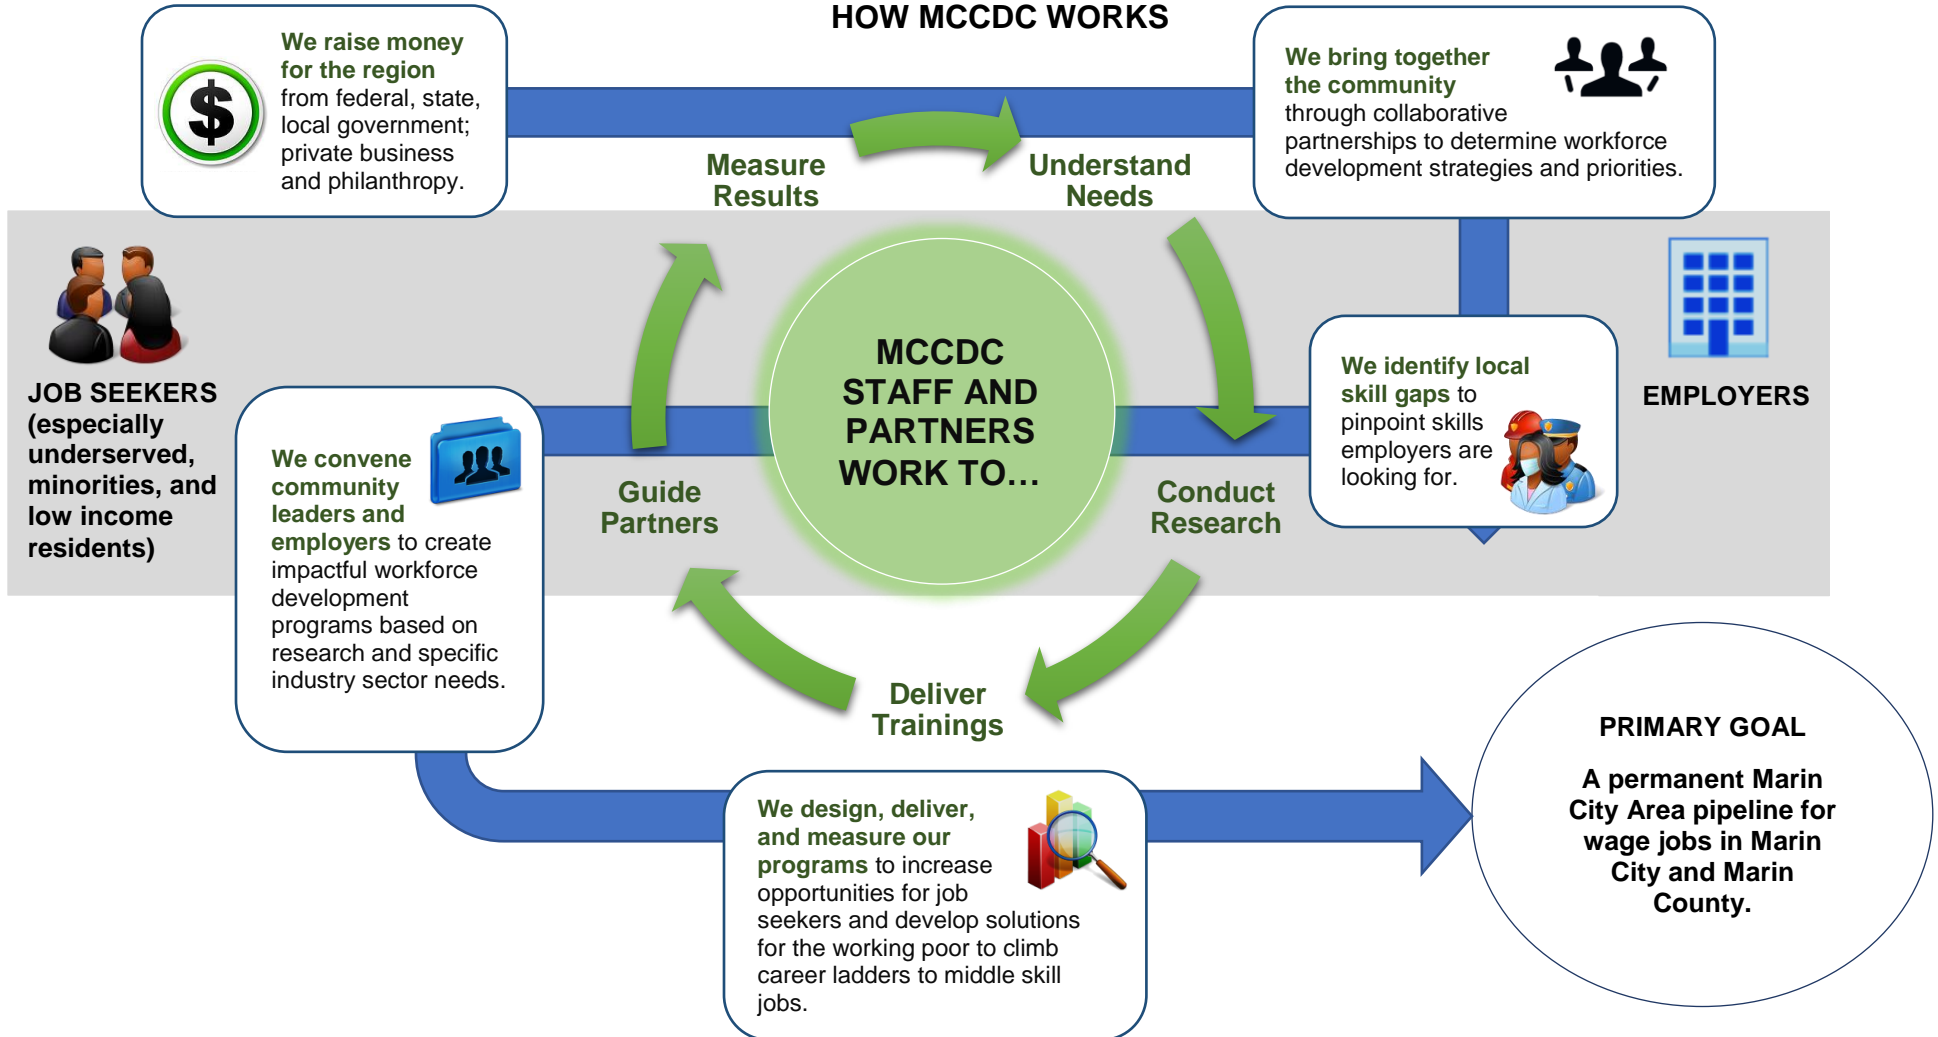 HOW MCCDC WORKS
We raise money
for the region
from federal, state,
local government;
private business
and philanthropy.
We bring together
the community
through collaborative
partnerships to determine workforce
development strategies and priorities.
Measure
Results
Understand
Needs
JOB SEEKERS
(especially
underserved,
minorities, and
low income
residents)
MCCDC
STAFF AND
PARTNERS
WORK TO…
We identify local
skill gaps to
pinpoint skills
employers are
looking for.
EMPLOYERS
We convene
community
leaders and
employers to create
impactful workforce
development
programs based on
research and specific
industry sector needs.
Guide
Partners
Conduct
Research
Deliver
Trainings
We design, deliver,
and measure our
programs to increase
opportunities for job
seekers and develop solutions
for the working poor to climb
career ladders to middle skill
jobs.
PRIMARY GOAL
A permanent Marin
City Area pipeline for
wage jobs in Marin
City and Marin
County.